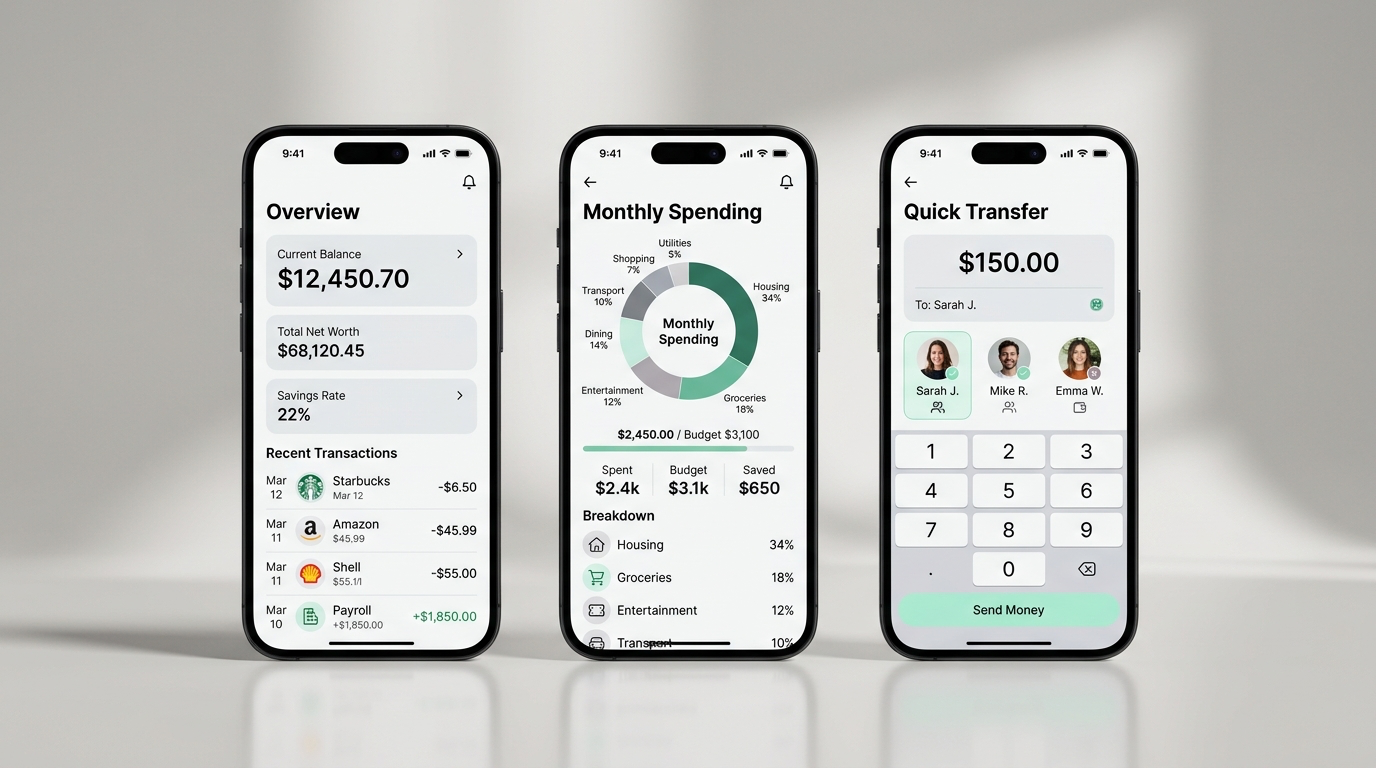 9:41
Overview
Current Balance
$12,450.70
Total Net Worth
$68,120.45
Savings Rate
22%
Recent Transactions
Mar 12
Starbucks
Mar 12
-$6.50
Mar 11
Amazon
$45,99
-$45.99
Mar 11
Shell
-$55.00
Mar 10
Payroll
+$1,850.00
+$1,850.00
9:41
Monthly Spending
Utilities
5%
Shopping
7%
Transport
10%
Housing
34%
Dining
14%
Monthly
Spending
Entertainment
12%
Groceries
18%
$2,450.00 / Budget $3,100
Spent Budget Saved
$2.4k $3.1k $650
Breakdown
Housing 34%
Groceries 18%
Entertainment 12%
Transport 10%
9:41
Quick Transfer
$150.00
To: Sarah J.
Sarah J. Mike R. Emma W.
1 2 3
4 5 6
7 8 9
. 0
Send Money